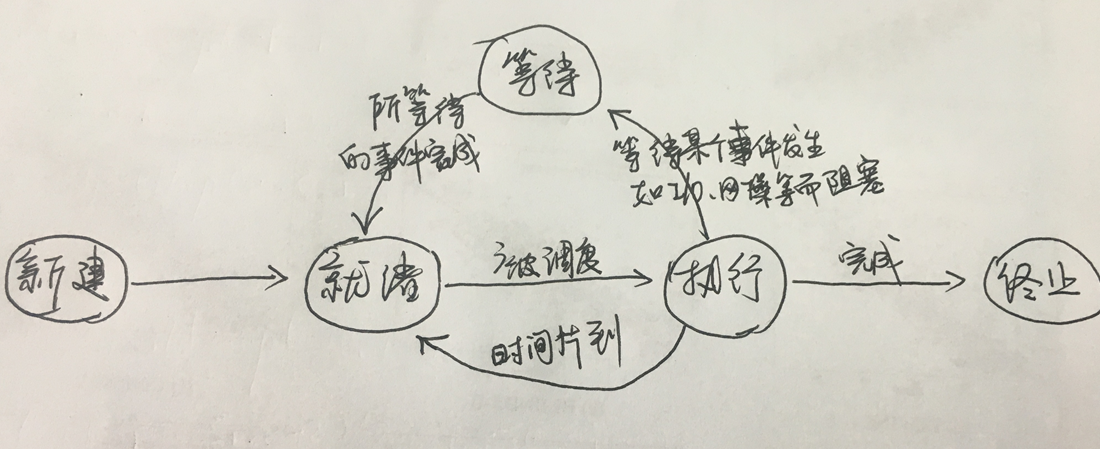 等待
所等待
的事件完成
等待某个事件发生
如I/O、网操等而阻塞
新建
就绪
被调度
执行
完成
终止
时间片到